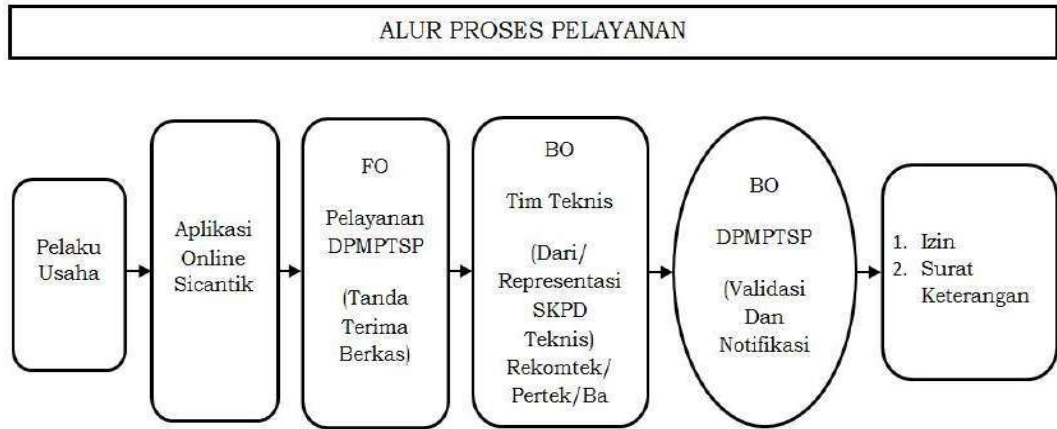 ALUR PROSES PELAYANAN
Pelaku
Usaha
Aplikasi
Online
Sicantik
FO
Pelayanan
DPMPTSP
(Tanda
Terima
Berkas)
BO
Tim Teknis
(Dari/
Representasi
SKPD
Teknis)
Rekomtek/
Pertek/Ba
BO
DPMPTSP
(Validasi
Dan
Notifikasi
1. Izin
2. Surat
Keterangan